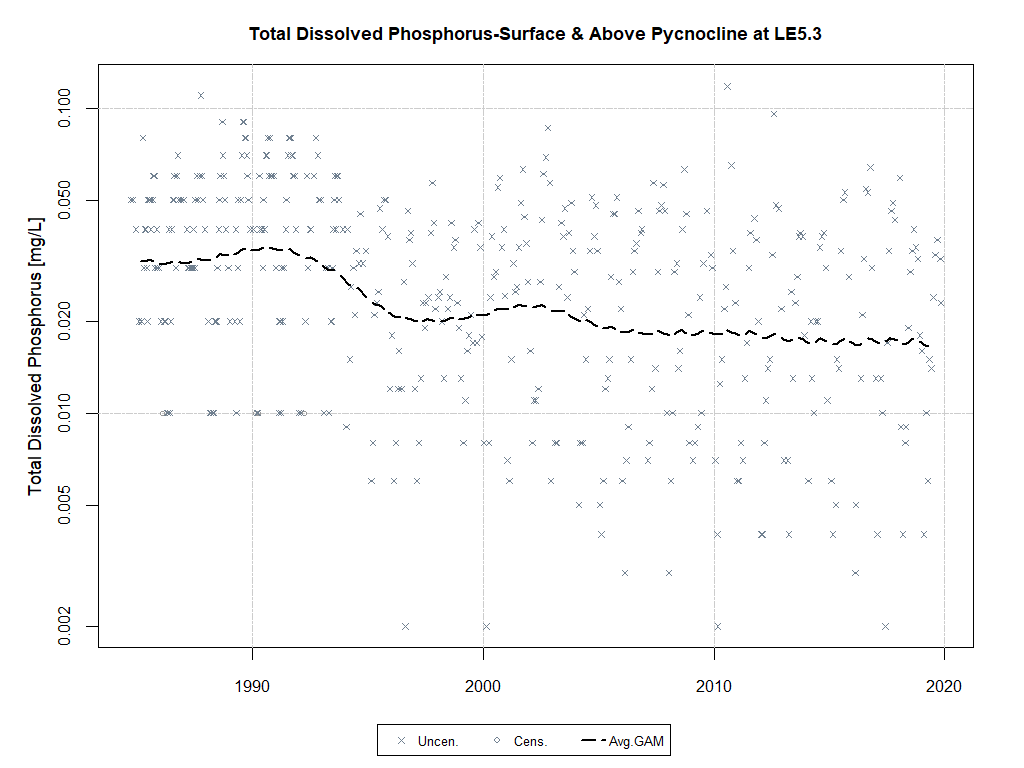 Total Dissolved Phosphorus-Surface & Above Pycnocline at LE5.3
Total Dissolved Phosphorus [mg/L]
0.100
0.050
0.020
0.010
0.005
0.002
1990 2000 2010 2020
Uncen. Cens. Avg.GAM